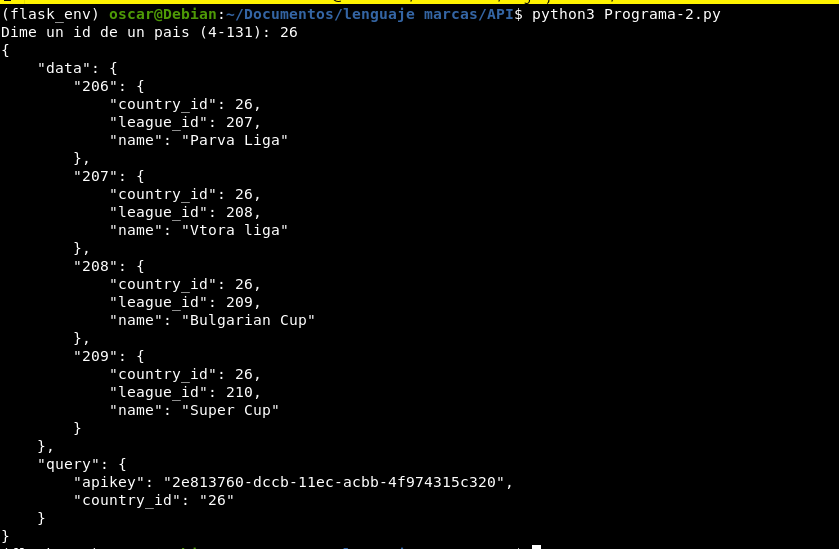 (flask_env) oscar@Debian:~/Documentos/lenguaje marcas/API$ python3 Programa-2.py
Dime un id de un pais (4-131): 26
{
    "data": {
        "206": {
            "country_id": 26,
            "league_id": 207,
            "name": "Parva Liga"
        },
        "207": {
            "country_id": 26,
            "league_id": 208,
            "name": "Vtora liga"
        },
        "208": {
            "country_id": 26,
            "league_id": 209,
            "name": "Bulgarian Cup"
        },
        "209": {
            "country_id": 26,
            "league_id": 210,
            "name": "Super Cup"
        }
    },
    "query": {
        "apikey": "2e813760-dccb-11ec-acbb-4f974315c320",
        "country_id": "26"
    }
}